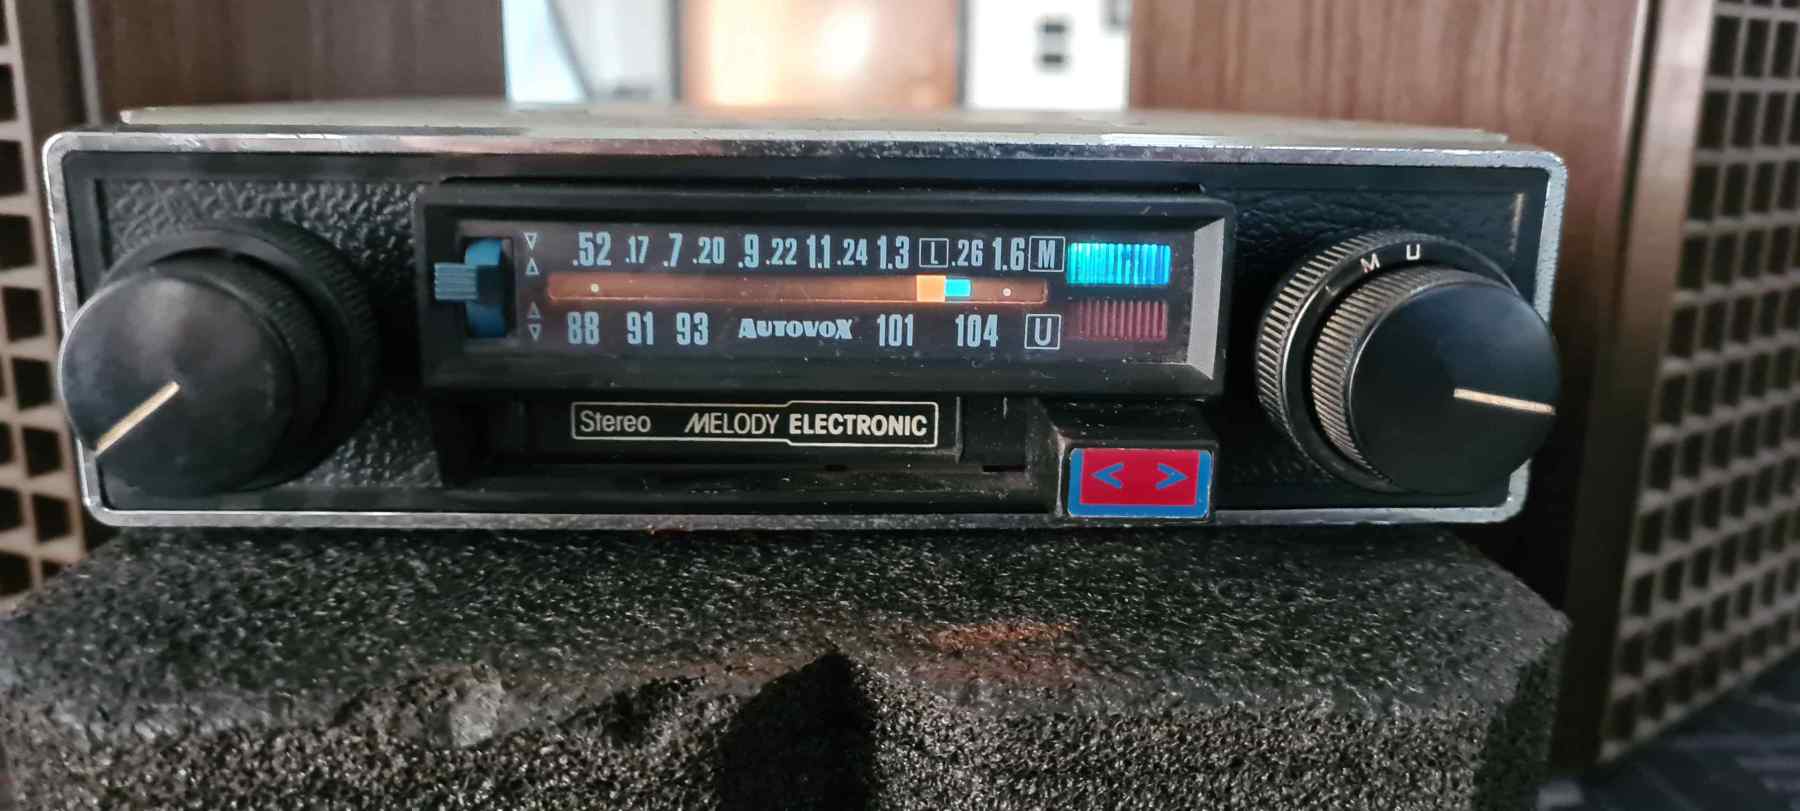 .52 .17 .7 .20 .9 .22 1.1 .24 1.3 L .26 1.6 M
88 91 93 AUTOVOX 101 104 U
Stereo MELODY ELECTRONIC
< >
M U